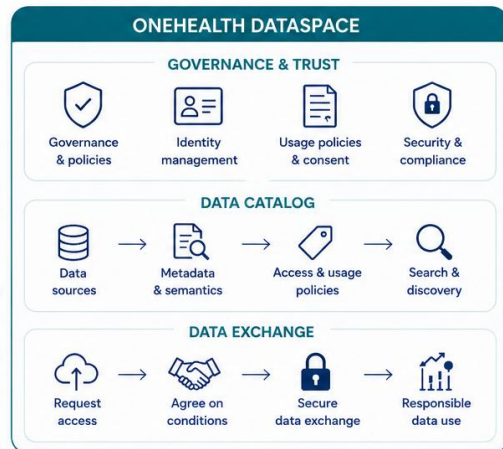 ONEHEALTH DATASPACE
GOVERNANCE & TRUST
Governance
& policies
Identity
management
Usage policies
& consent
Security &
compliance
DATA CATALOG
Data
sources
Metadata
& semantics
Access & usage
policies
Search &
discovery
DATA EXCHANGE
Request
access
Agree on
conditions
Secure
data exchange
Responsible
data use